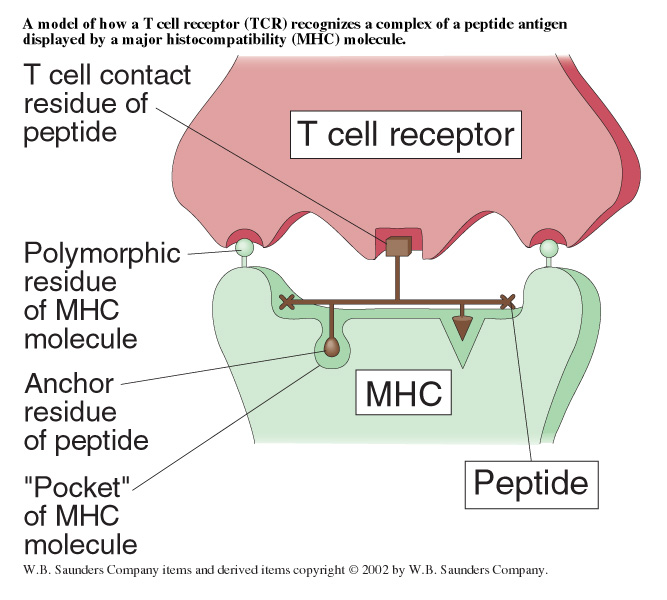 A model of how a T cell receptor (TCR) recognizes a complex of a peptide antigen
displayed by a major histocompatibility (MHC) molecule.
T cell contact
residue of
peptide
T cell receptor
Polymorphic
residue
of MHC
molecule
Anchor
residue
of peptide
MHC
"Pocket"
of MHC
molecule
Peptide
W.B. Saunders Company items and derived items copyright © 2002 by W.B. Saunders Company.